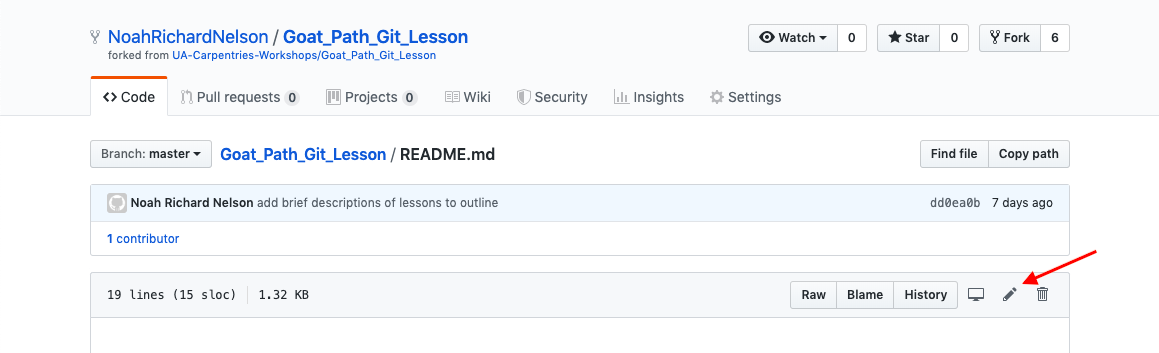 NoahRichardNelson / Goat_Path_Git_Lesson
forked from UA-Carpentries-Workshops/Goat_Path_Git_Lesson
Watch 0 Star 0 Fork 6
Code Pull requests 0 Projects 0 Wiki Security Insights Settings
Branch: master Goat_Path_Git_Lesson / README.md Find file Copy path
Noah Richard Nelson add brief descriptions of lessons to outline dd0ea0b 7 days ago
1 contributor
19 lines (15 sloc) 1.32 KB Raw Blame History